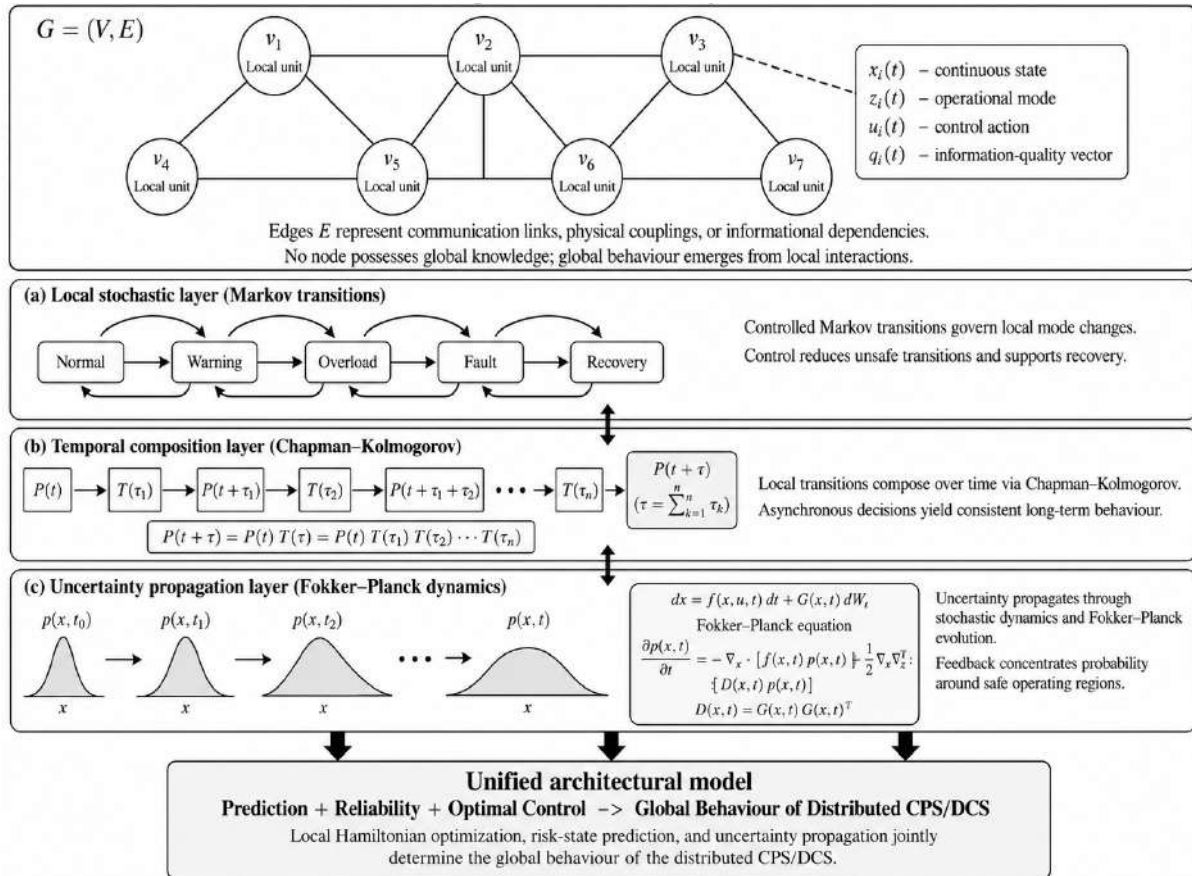 G = (V, E)
v₁
Local unit
v₂
Local unit
v₃
Local unit
v₄
Local unit
v₅
Local unit
v₆
Local unit
v₇
Local unit
xᵢ(t) – continuous state
zᵢ(t) – operational mode
uᵢ(t) – control action
qᵢ(t) – information-quality vector
Edges E represent communication links, physical couplings, or informational dependencies.
No node possesses global knowledge; global behaviour emerges from local interactions.
(a) Local stochastic layer (Markov transitions)
Normal
Warning
Overload
Fault
Recovery
Controlled Markov transitions govern local mode changes.
Control reduces unsafe transitions and supports recovery.
(b) Temporal composition layer (Chapman–Kolmogorov)
P(t)
T(τ₁)
P(t + τ₁)
T(τ₂)
P(t + τ₁ + τ₂)
• • •
T(τₙ)
P(t + τ)
(τ = ∑ⁿₖ₌₁ ⁿ τₖ)
P(t + τ) = P(t) T(τ) = P(t) T(τ₁) T(τ₂) ··· T(τₙ)
Local transitions compose over time via Chapman–Kolmogorov.
Asynchronous decisions yield consistent long-term behaviour.
(c) Uncertainty propagation layer (Fokker–Planck dynamics)
p(x, t₀)
p(x, t₁)
p(x, t₂)
p(x, t)
• • •
x
x
x
x
dx = f(x, u, t) dt + G(x, t) dWₜ
Fokker–Planck equation
∂p(x, t)/∂t = − ∇ₓ · [f(x, t) p(x, t)] + ½ ∇ₓ∇ᵀ :
[D(x, t) p(x, t)]
D(x, t) = G(x, t) G(x, t)ᵀ
Uncertainty propagates through
stochastic dynamics and Fokker–Planck
evolution.
Feedback concentrates probability
around safe operating regions.
Unified architectural model
Prediction + Reliability + Optimal Control –> Global Behaviour of Distributed CPS/DCS
Local Hamiltonian optimization, risk-state prediction, and uncertainty propagation jointly
determine the global behaviour of the distributed CPS/DCS.